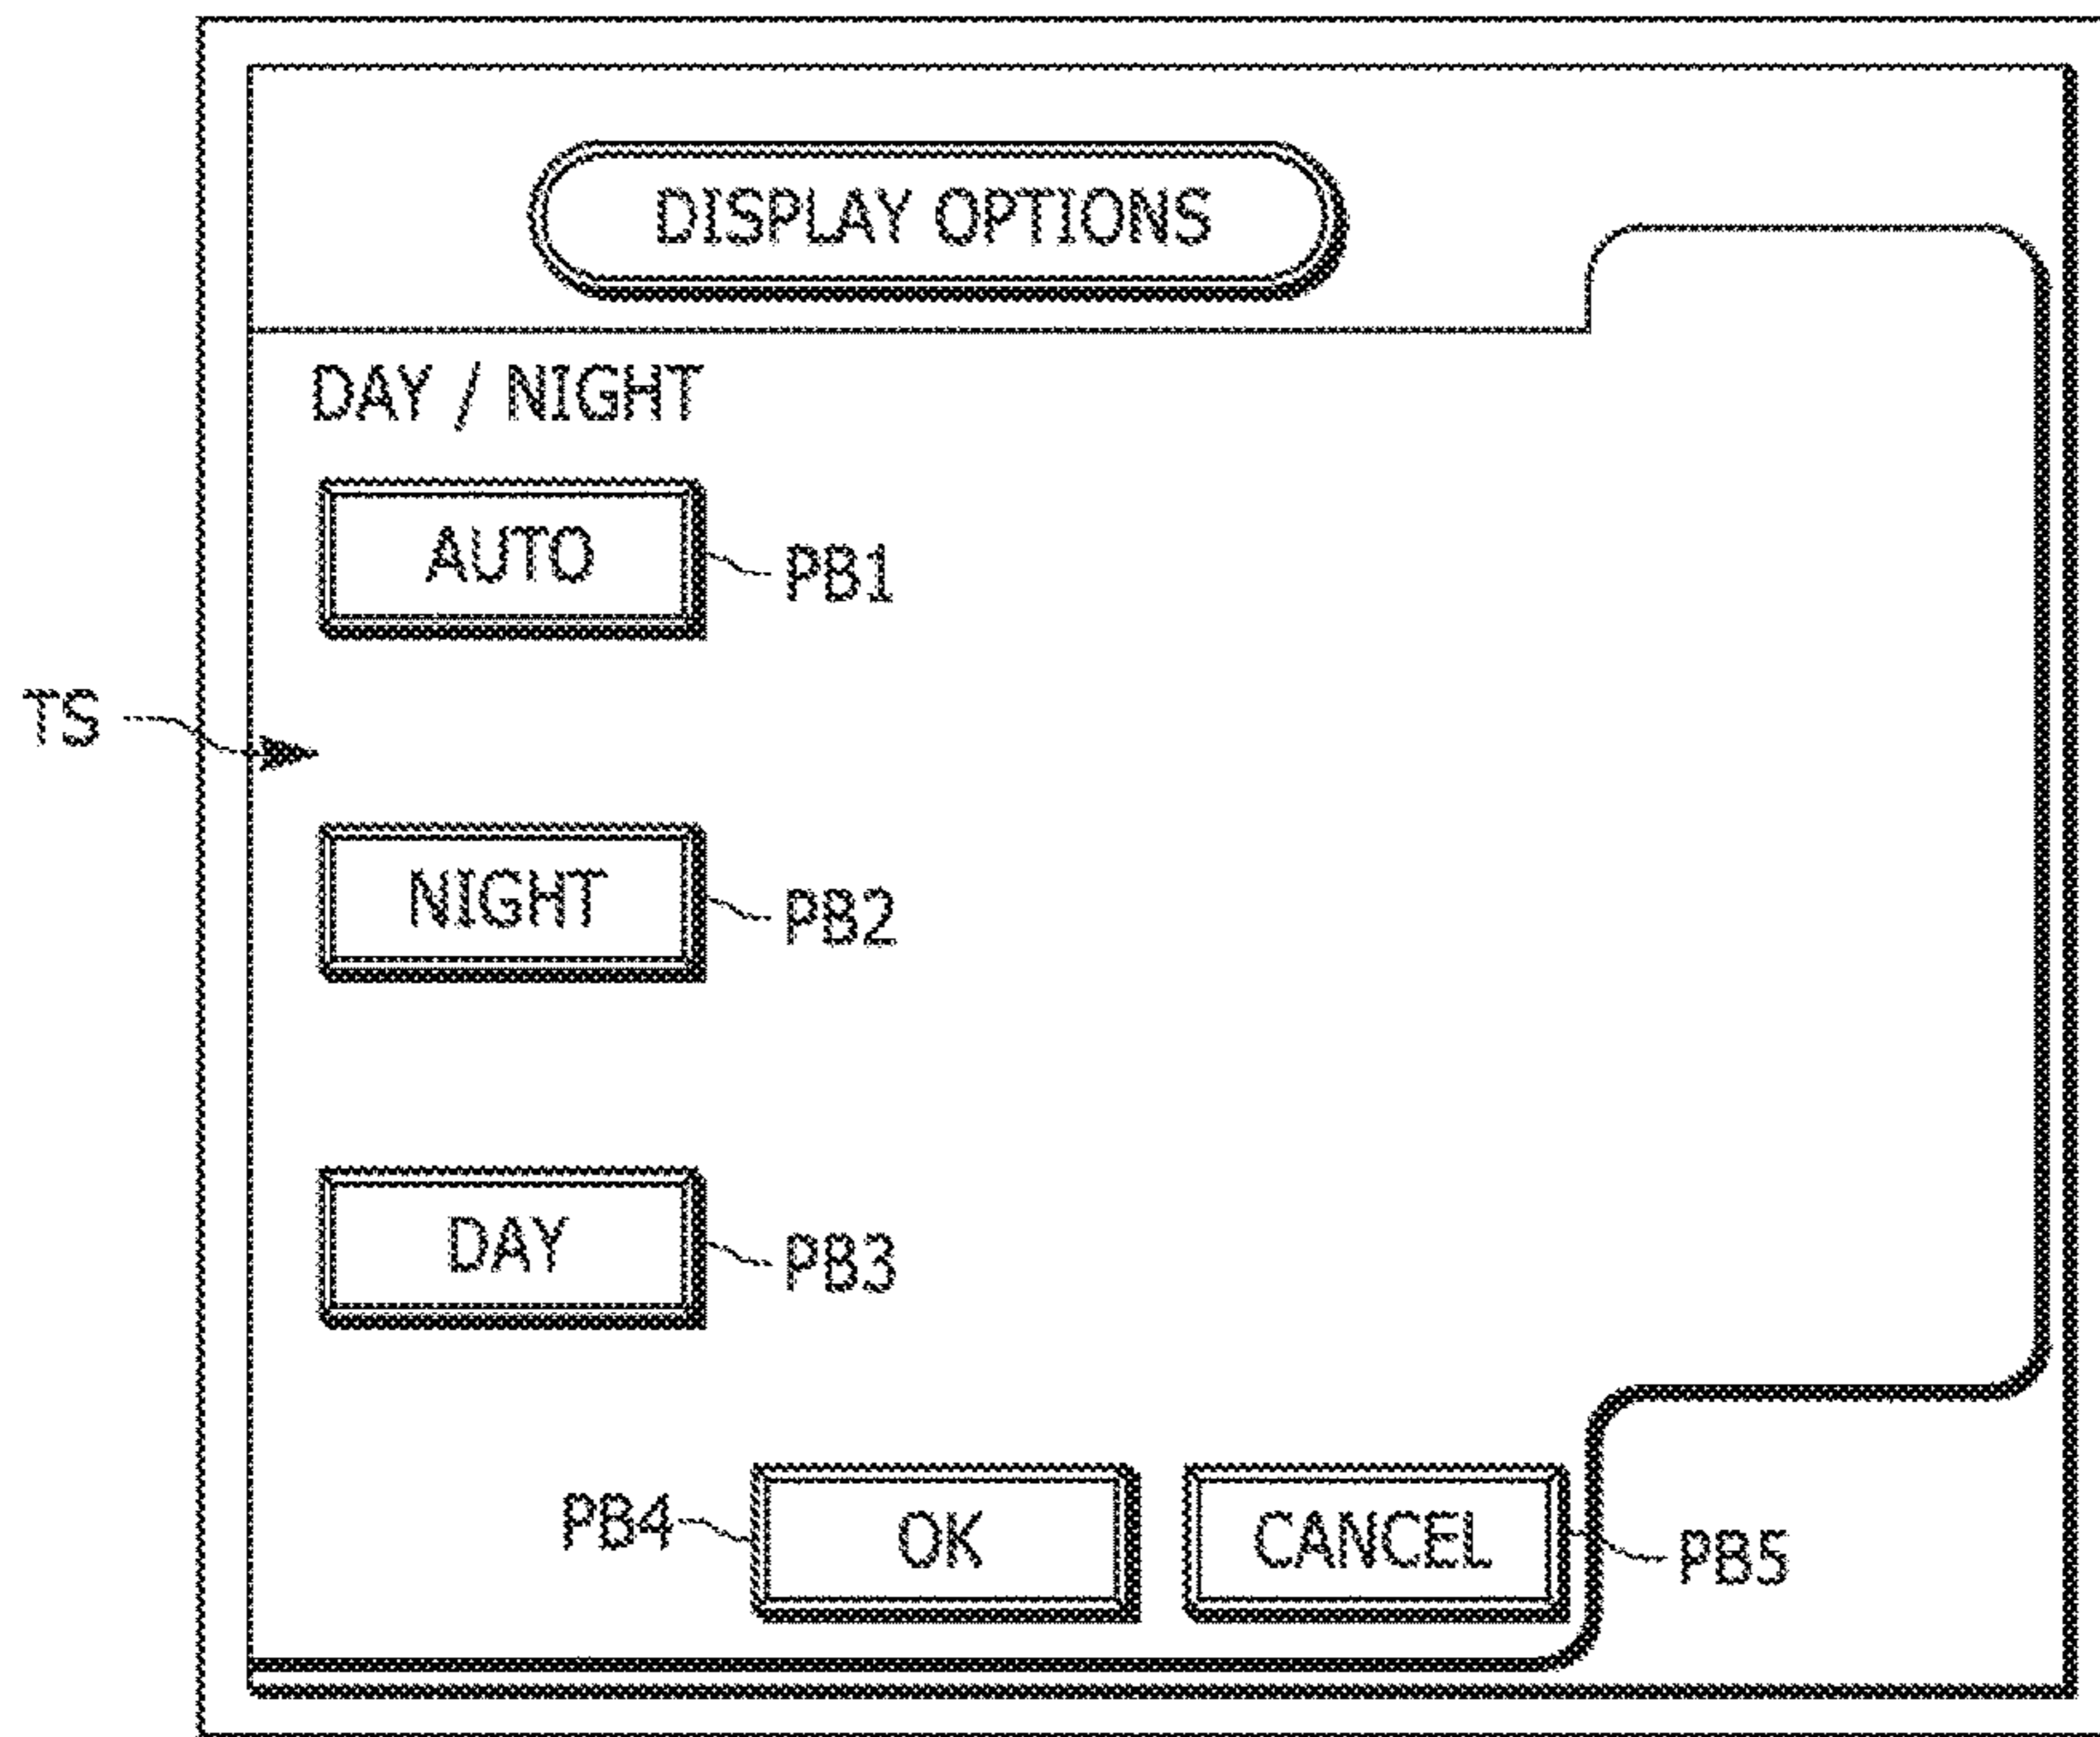 DISPLAY OPTIONS
DAY / NIGHT
AUTO
PB1
TS
NIGHT
PB2
DAY
PB3
PB4
OK
CANCEL
PB5